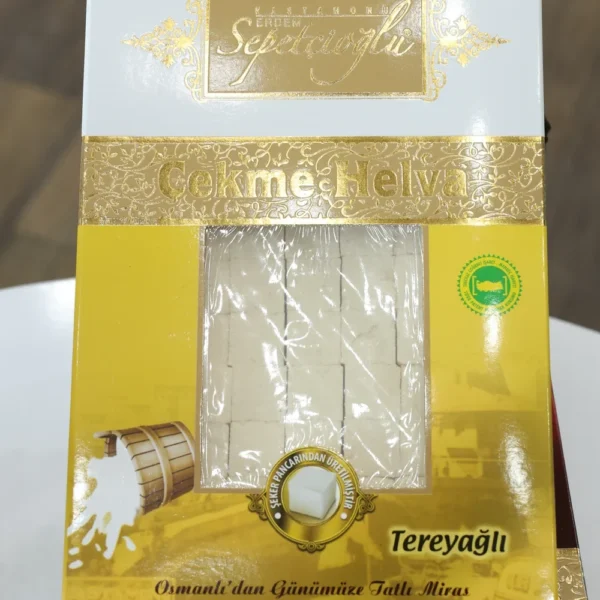 KASTAMONU
ERDEM
Sepetçioğlu
Çekme Helva
ŞEKER PANCARINDAN ÜRETİLMİŞTİR
Tereyağlı
Osmanlı'dan Günümüze Tatlı Miras